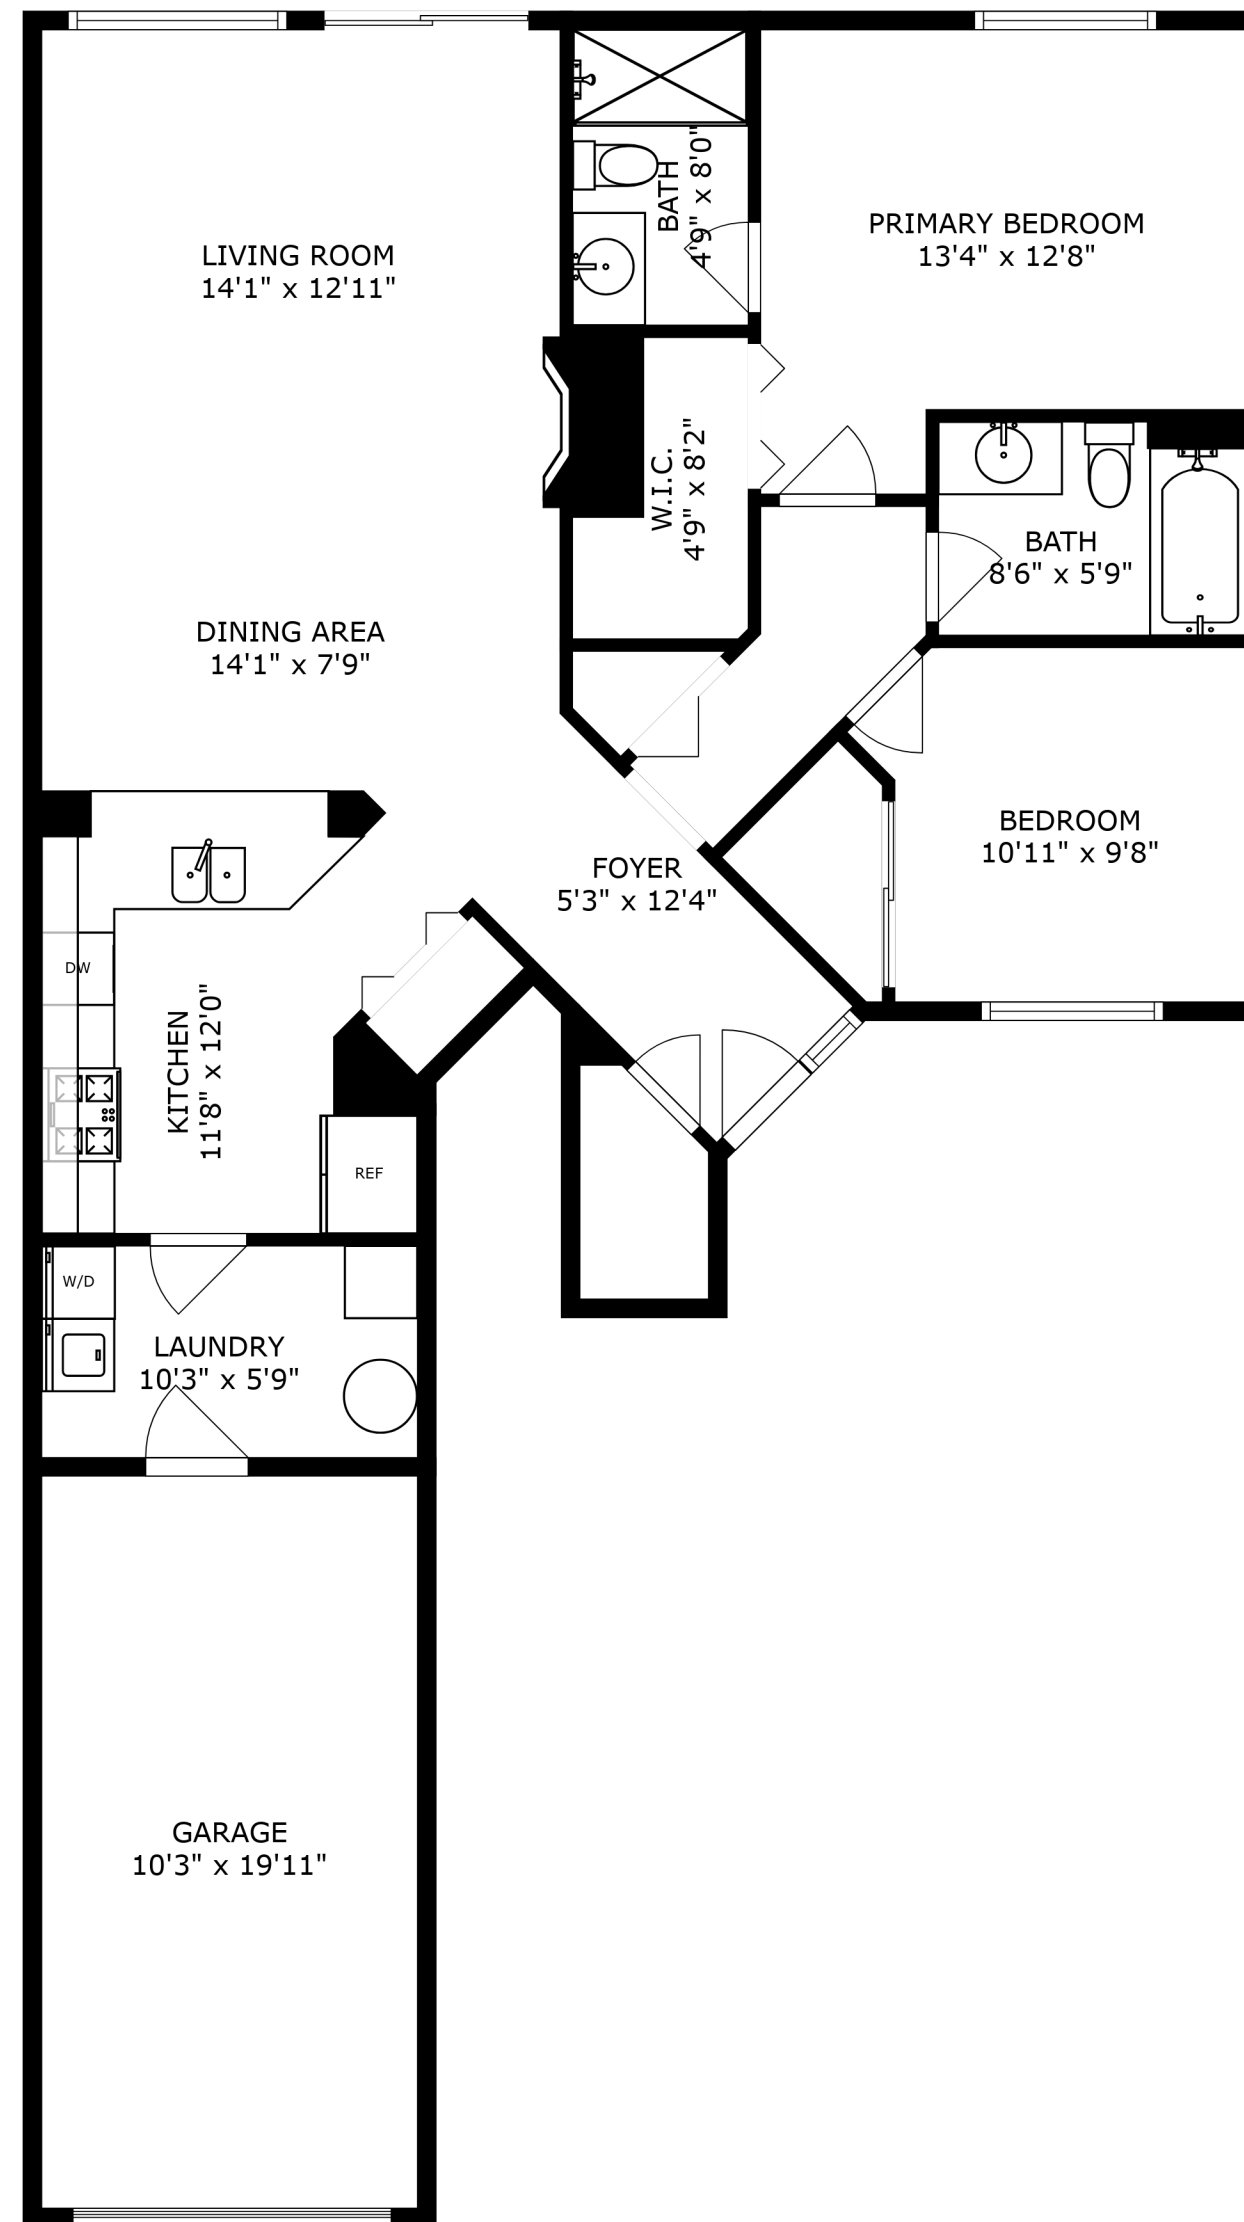 LIVING ROOM
14'1" x 12'11"
BATH
4'9" x 8'0"
PRIMARY BEDROOM
13'4" x 12'8"
W.I.C.
4'9" x 8'2"
BATH
8'6" x 5'9"
DINING AREA
14'1" x 7'9"
BEDROOM
10'11" x 9'8"
FOYER
5'3" x 12'4"
DW
KITCHEN
11'8" x 12'0"
REF
W/D
LAUNDRY
10'3" x 5'9"
GARAGE
10'3" x 19'11"